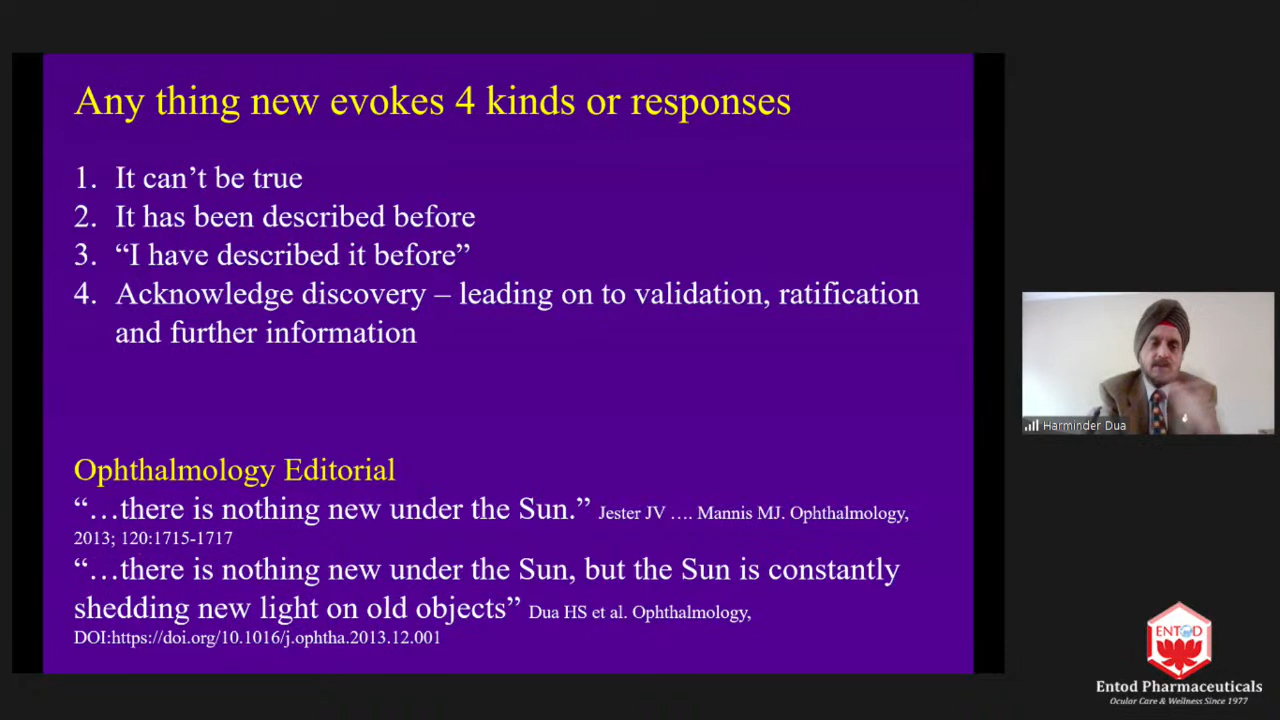 Any thing new evokes 4 kinds or responses
1. It can’t be true
2. It has been described before
3. “I have described it before”
4. Acknowledge discovery – leading on to validation, ratification
and further information
Ophthalmology Editorial
“…there is nothing new under the Sun.” Jester JV …. Mannis MJ. Ophthalmology,
2013; 120:1715-1717
“…there is nothing new under the Sun, but the Sun is constantly
shedding new light on old objects” Dua HS et al. Ophthalmology,
DOI:https://doi.org/10.1016/j.ophtha.2013.12.001
Harminder Dua
ENTOD
Entod Pharmaceuticals
Ocular Care & Wellness Since 1977